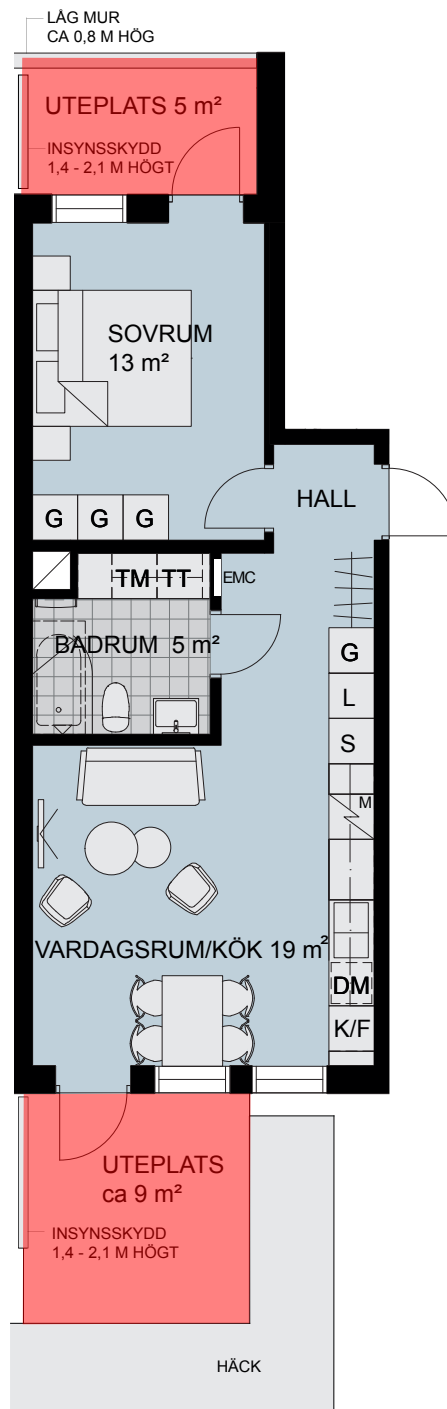 LÅG MUR
CA 0,8 M HÖG
UTEPLATS 5 m²
INSYNSSKYDD
1,4 - 2,1 M HÖGT
SOVRUM
13 m²
G G G
HALL
TM TT
EMC
BADRUM 5 m²
G
L
S
M
VARDAGSRUM/KÖK 19 m²
DM
K/F
UTEPLATS
ca 9 m²
INSYNSSKYDD
1,4 - 2,1 M HÖGT
HÄCK